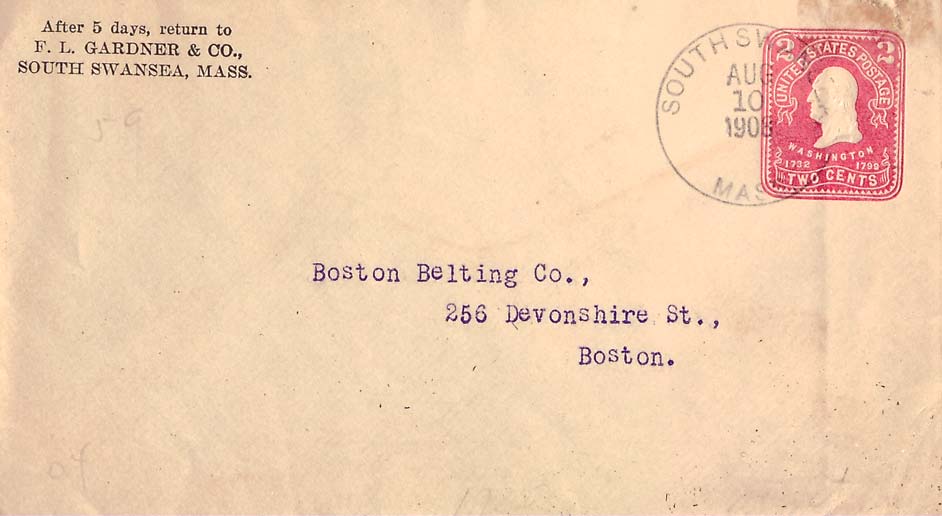 After 5 days, return to
F. L. GARDNER & CO.,
SOUTH SWANSEA, MASS.
SOUTH SW
AUG
10
MAS
2 2
UNITED STATES POSTAGE
WASHINGTON
1732 1799
TWO CENTS
Boston Belting Co.,
256 Devonshire St.,
Boston.